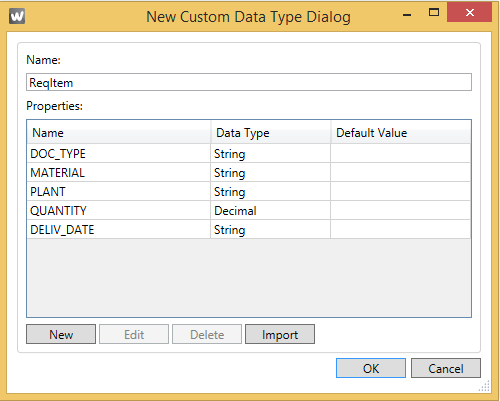 W
New Custom Data Type Dialog
Name:
ReqItem
Properties:
Name Data Type Default Value
DOC_TYPE String
MATERIAL String
PLANT String
QUANTITY Decimal
DELIV_DATE String
New Edit Delete Import
OK Cancel